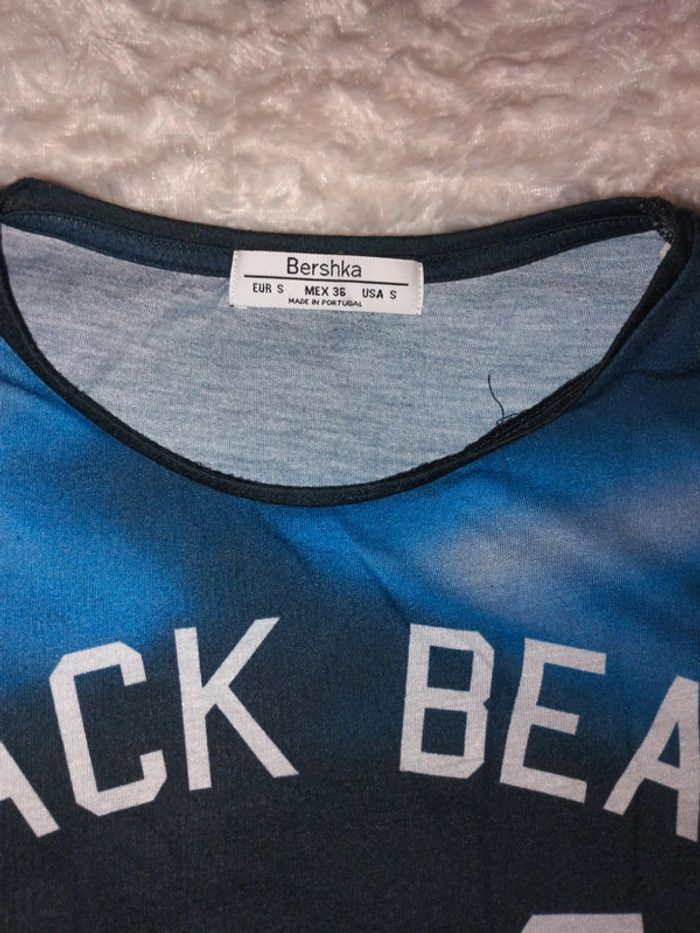 Bershka
EUR S MEX 36 USA S
MADE IN PORTUGAL
ACK BEA